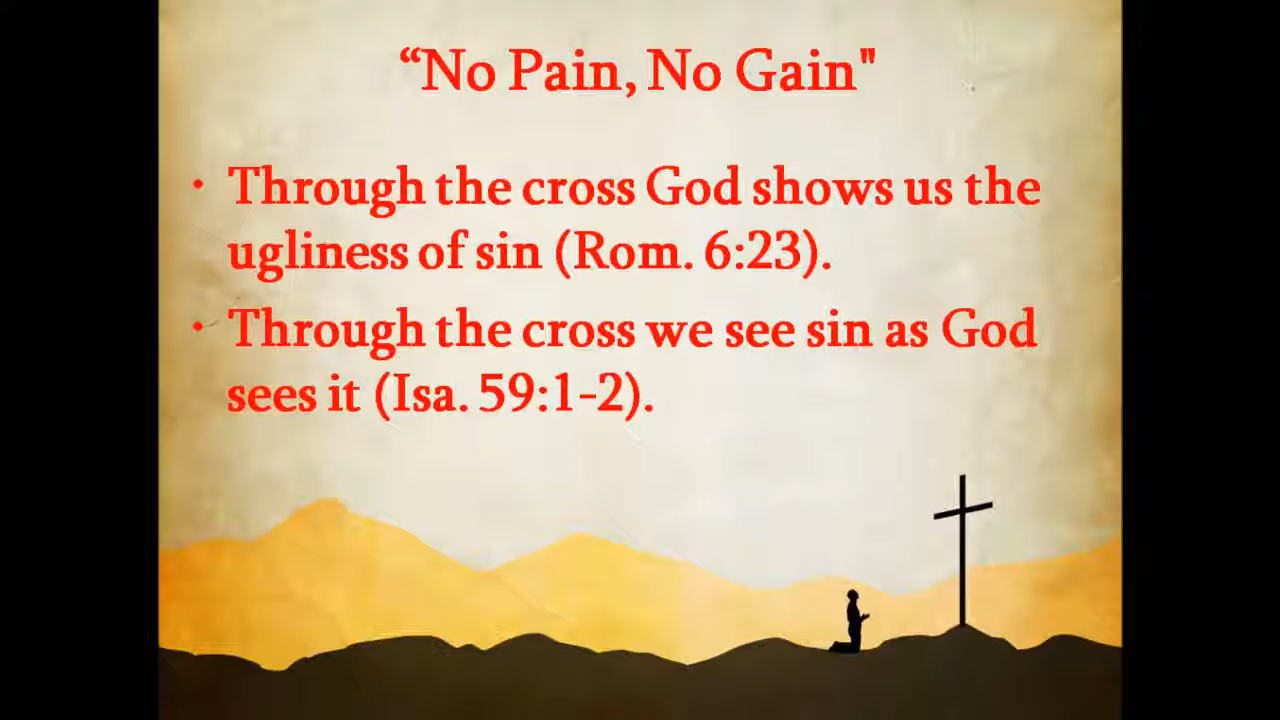 “No Pain, No Gain"
• Through the cross God shows us the
ugliness of sin (Rom. 6:23).
• Through the cross we see sin as God
sees it (Isa. 59:1-2).